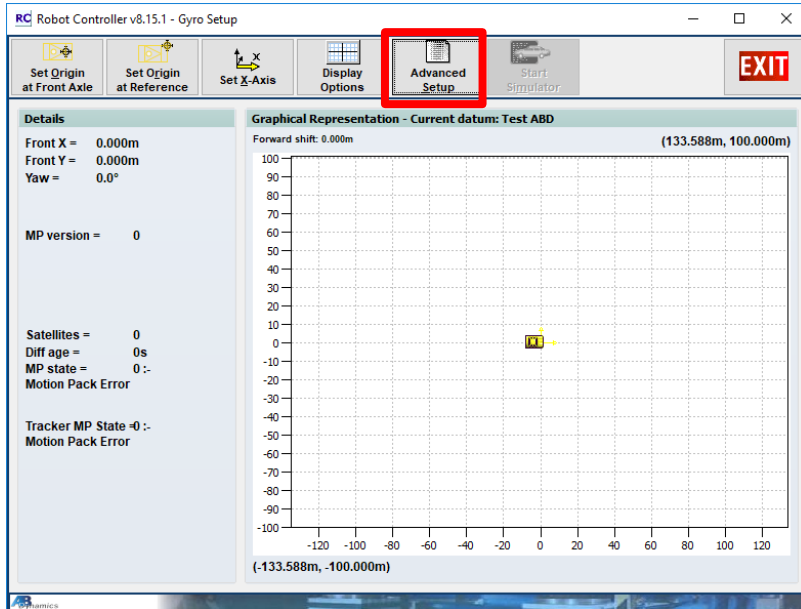 RC Robot Controller v8.15.1 - Gyro Setup
Set Origin
at Front Axle
Set Origin
at Reference
Set X-Axis
Display
Options
Advanced
Setup
Start
Simulator
EXIT
Details
Front X = 0.000m
Front Y = 0.000m
Yaw = 0.0°
MP version = 0
Satellites = 0
Diff age = 0s
MP state = 0 :-
Motion Pack Error
Tracker MP State =0 :-
Motion Pack Error
Graphical Representation - Current datum: Test ABD
Forward shift: 0.000m
(133.588m, 100.000m)
100
90
80
70
60
50
40
30
20
10
0
-10
-20
-30
-40
-50
-60
-70
-80
-90
-100
-120 -100 -80 -60 -40 -20 0 20 40 60 80 100 120
(-133.588m, -100.000m)
AB Dynamics